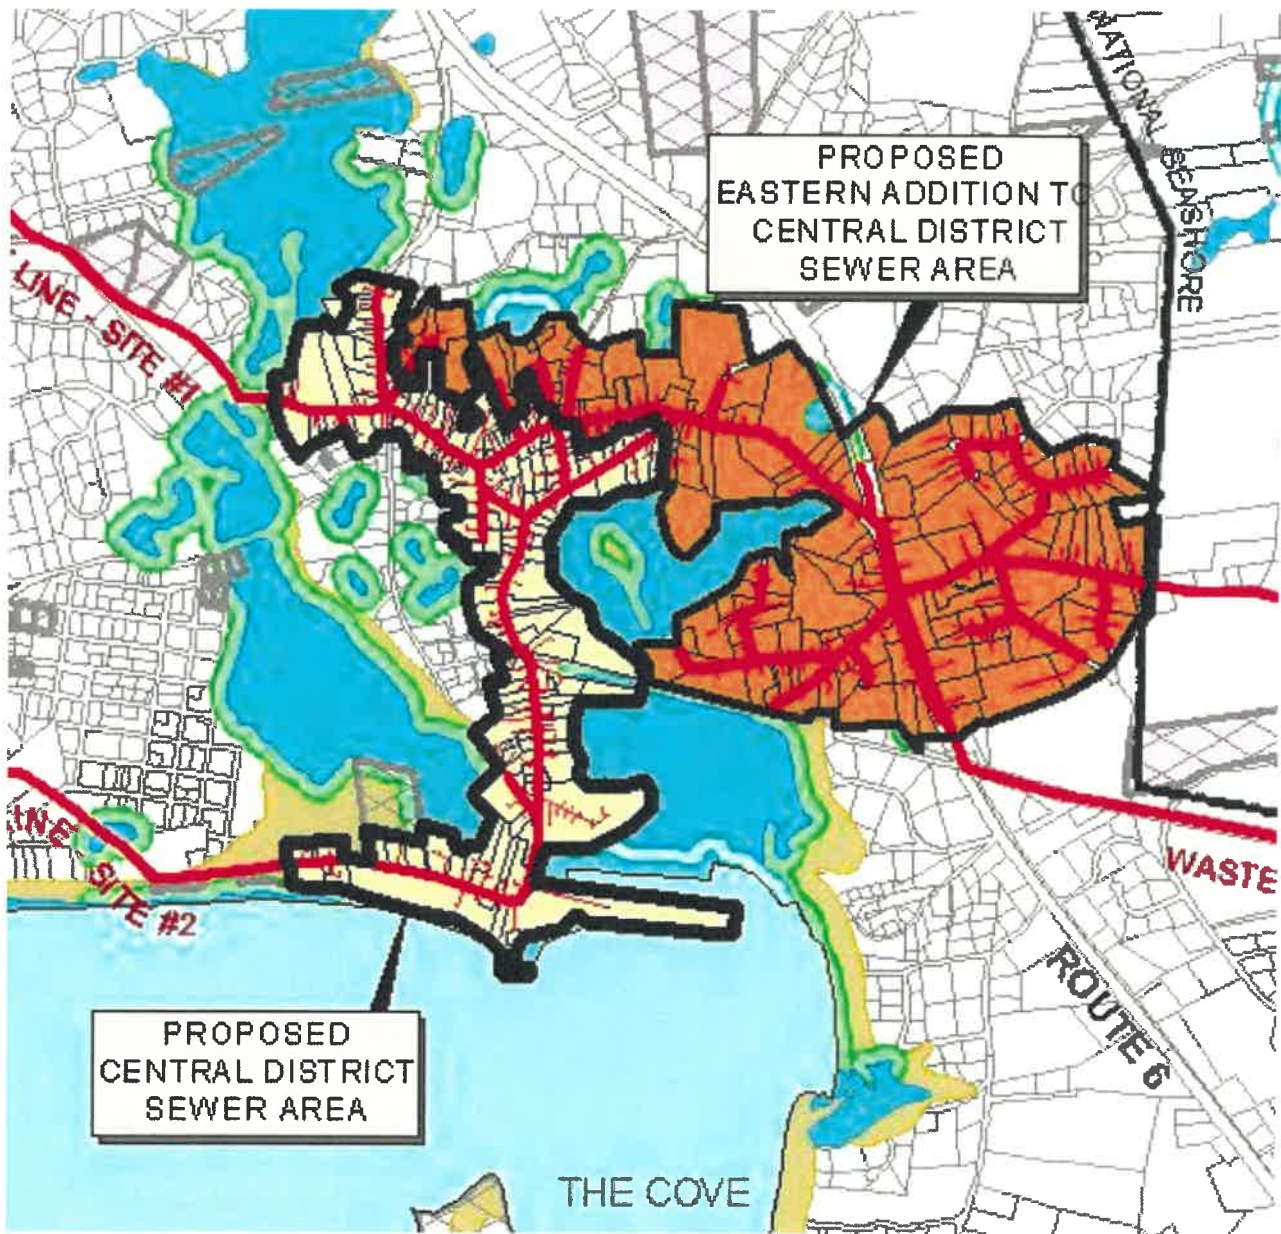 NATIONAL SEASHORE
PROPOSED
EASTERN ADDITION TO
CENTRAL DISTRICT
SEWER AREA
LINE - SITE #1
LINE - SITE #2
WASTE
ROUTE 6
PROPOSED
CENTRAL DISTRICT
SEWER AREA
THE COVE